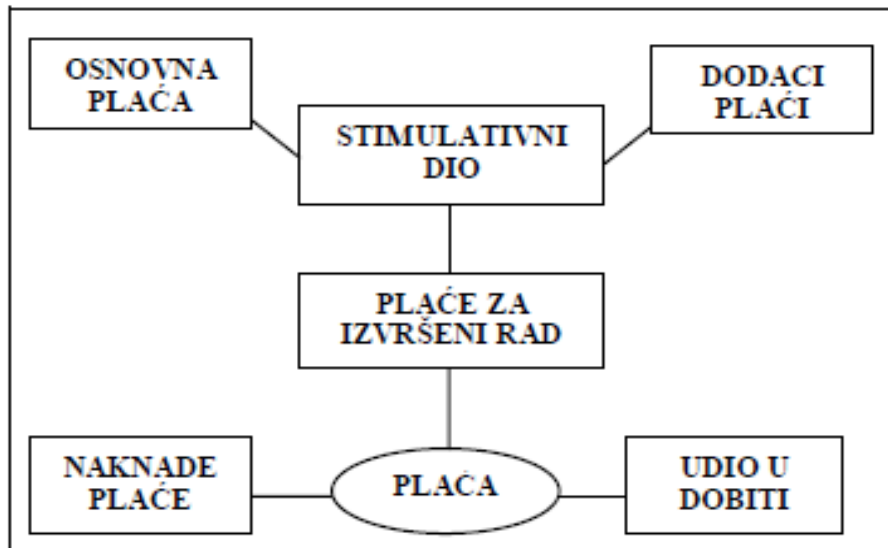 OSNOVNA
PLAĆA
DODACI
PLAĆI
STIMULATIVNI
DIO
PLAĆE ZA
IZVRŠENI RAD
NAKNADE
PLAĆE
PLAĆA
UDIO U
DOBITI